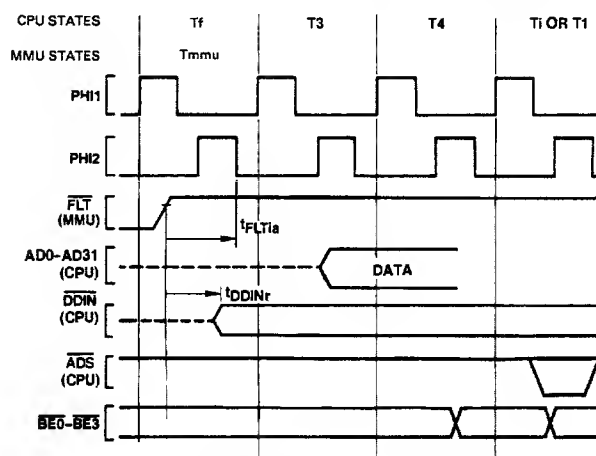 CPU STATES Tf T3 T4 Ti OR T1
MMU STATES Tmmu
PHI1
PHI2
FLT
(MMU)
tFLTia
AD0-AD31
(CPU)
DATA
DDIN
(CPU)
tDDINr
ADS
(CPU)
BE0-BE3